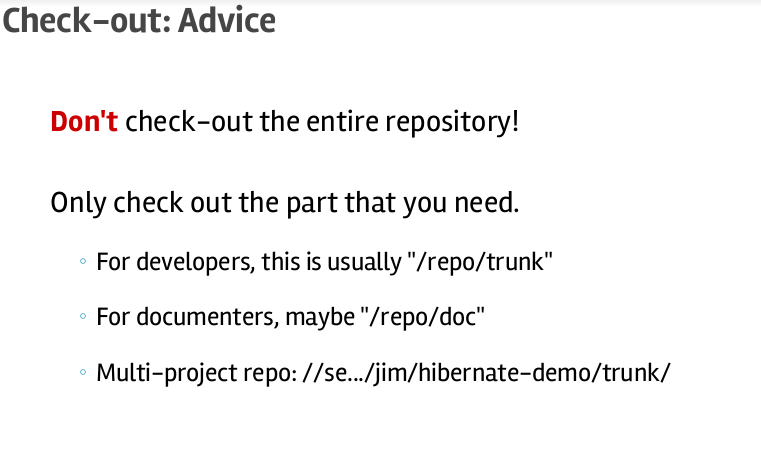 Check-out: Advice
Don't check-out the entire repository!
Only check out the part that you need.
◦ For developers, this is usually "/repo/trunk"
◦ For documenters, maybe "/repo/doc"
◦ Multi-project repo: //se.../jim/hibernate-demo/trunk/